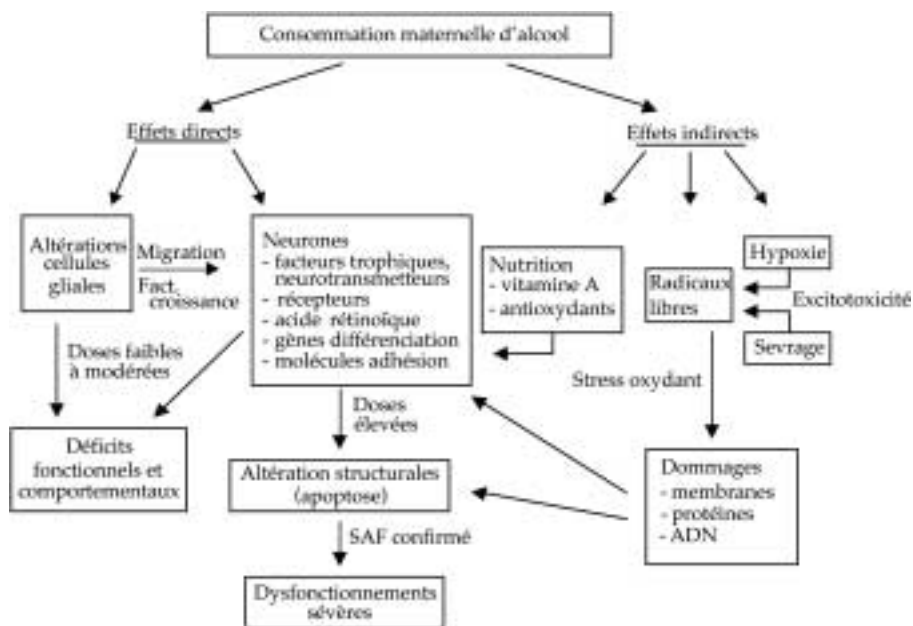 Consommation maternelle d'alcool
Effets directs
Effets indirects
Altérations
cellules
gliales
Migration
Fact.
croissance
Neurones
- facteurs trophiques,
neurotransmetteurs
- récepteurs
- acide rétinoïque
- gènes différenciation
- molécules adhésion
Nutrition
- vitamine A
- antioxydants
Radicaux
libres
Hypoxie
Excitotoxicité
Sevrage
Doses faibles
à modérées
Stress oxydant
Doses
élevées
Déficits
fonctionnels et
comportementaux
Altération structurales
(apoptose)
Dommages
- membranes
- protéines
- ADN
SAF confirmé
Dysfonctionnements
sévères